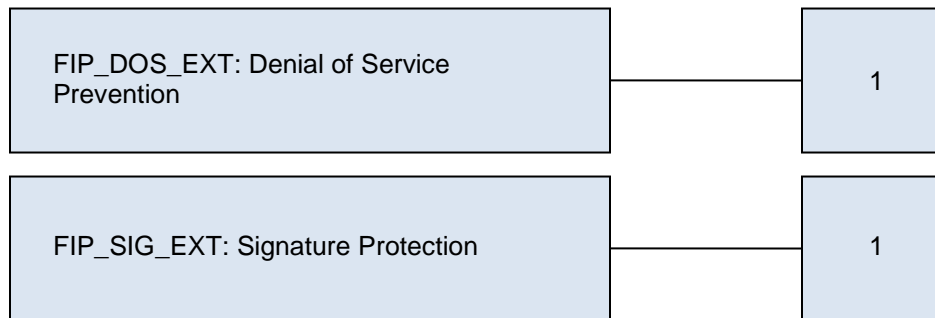 FIP_DOS_EXT: Denial of Service
Prevention
1
FIP_SIG_EXT: Signature Protection
1